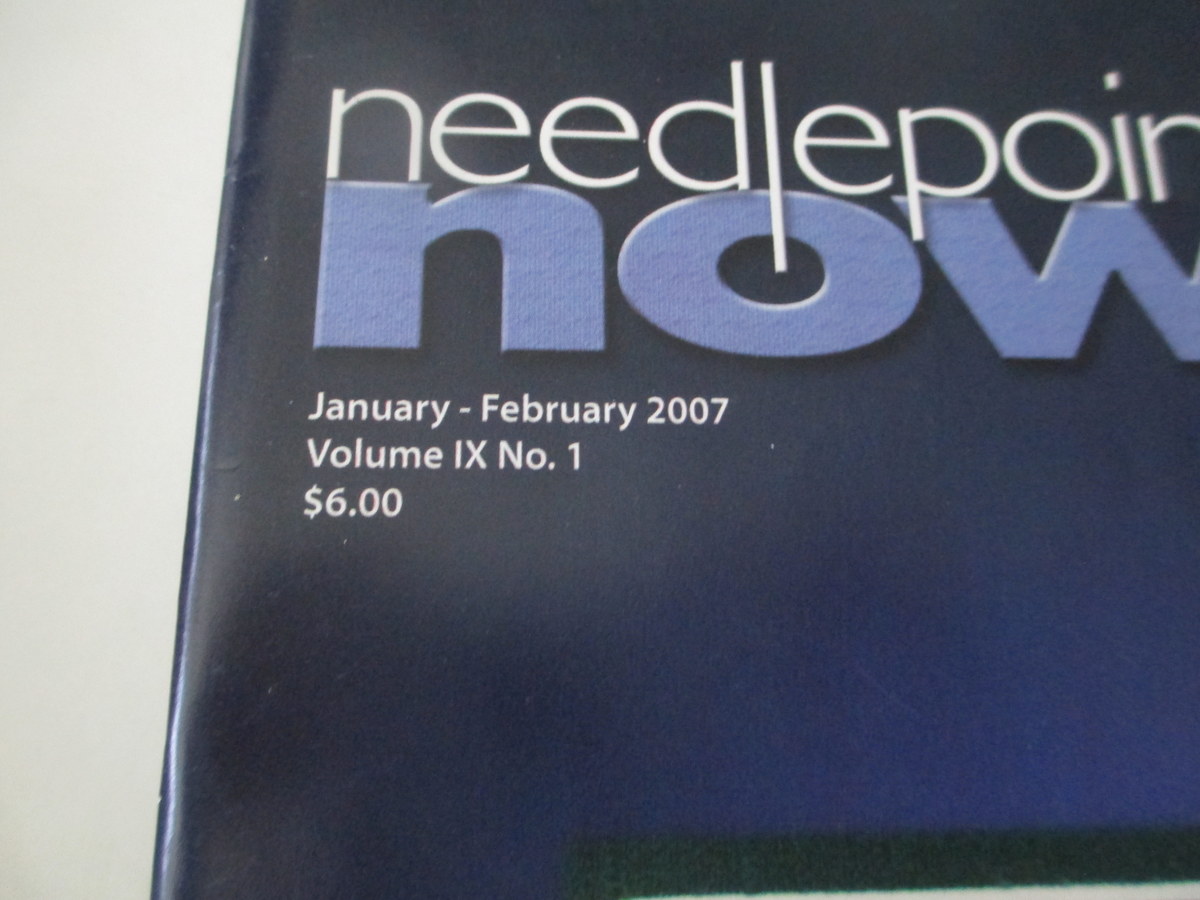 needlepoin
now
January - February 2007
Volume IX No. 1
$6.00